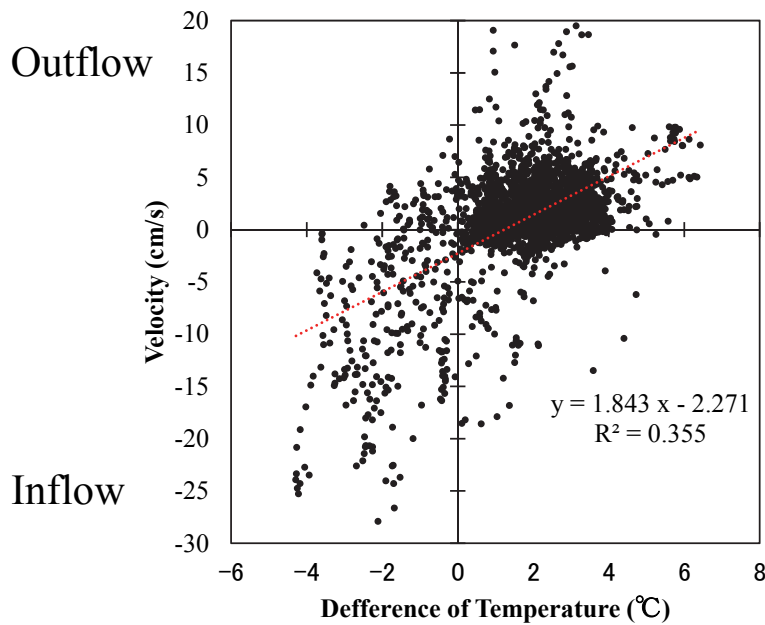 Outflow
Inflow
Velocity (cm/s)
20
15
10
5
0
-5
-10
-15
-20
-25
-30
y = 1.843 x - 2.271
R² = 0.355
-6 -4 -2 0 2 4 6 8
Defference of Temperature (℃)